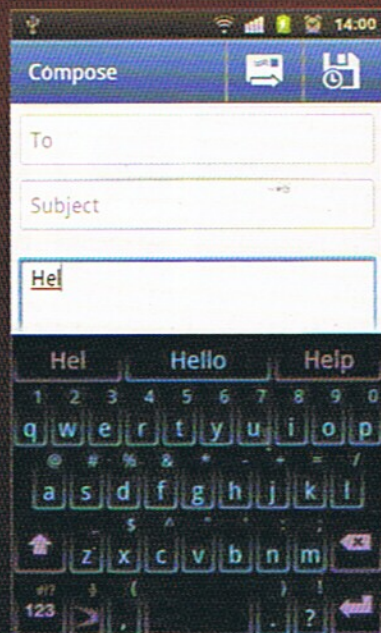 14:00
Compose
To
Subject
Hel
Hel Hello Help
1 2 3 4 5 6 7 8 9 0
q w e r t y u i o p
@ # % & * - + = /
a s d f g h j k l
_ $ ^ " ' : ;
z x c v b n m
( ) !
123 , . ?